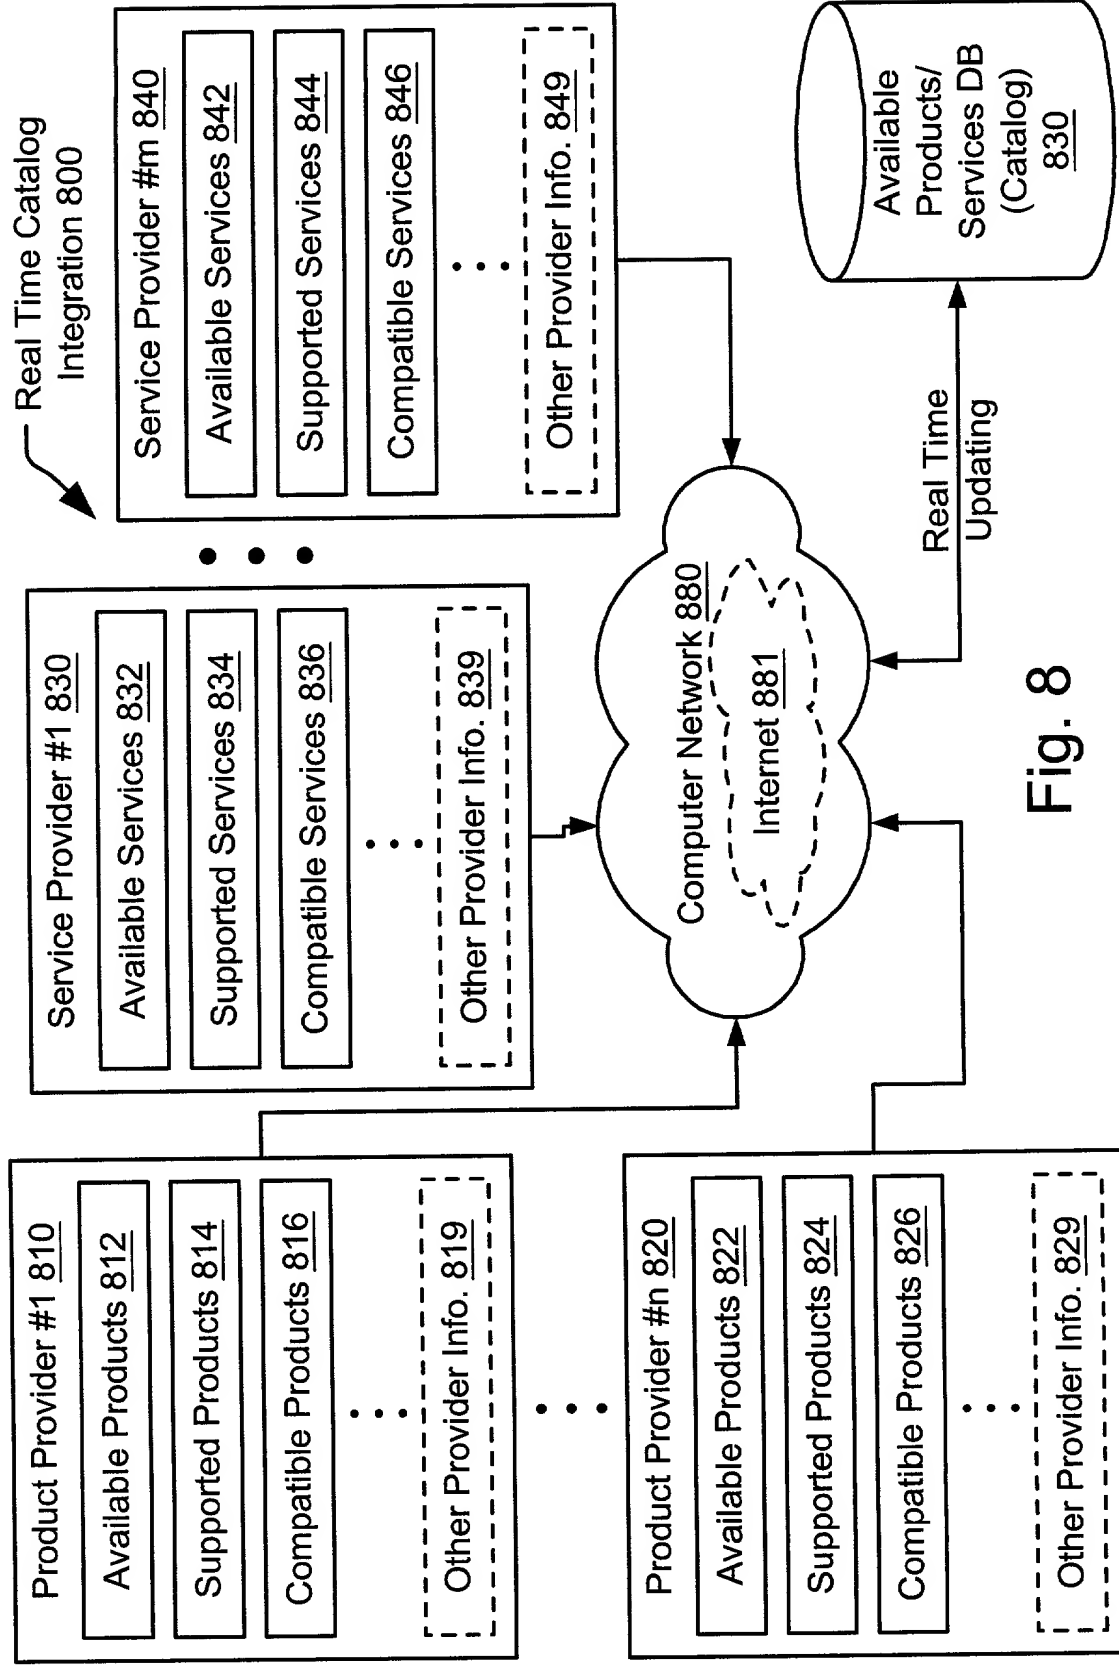 Real Time Catalog
Integration 800
Product Provider #1 810
Available Products 812
Supported Products 814
Compatible Products 816
Other Provider Info. 819
Product Provider #n 820
Available Products 822
Supported Products 824
Compatible Products 826
Other Provider Info. 829
Service Provider #1 830
Available Services 832
Supported Services 834
Compatible Services 836
Other Provider Info. 839
Service Provider #m 840
Available Services 842
Supported Services 844
Compatible Services 846
Other Provider Info. 849
Computer Network 880
Internet 881
Real Time
Updating
Available
Products/
Services DB
(Catalog)
830
Fig. 8